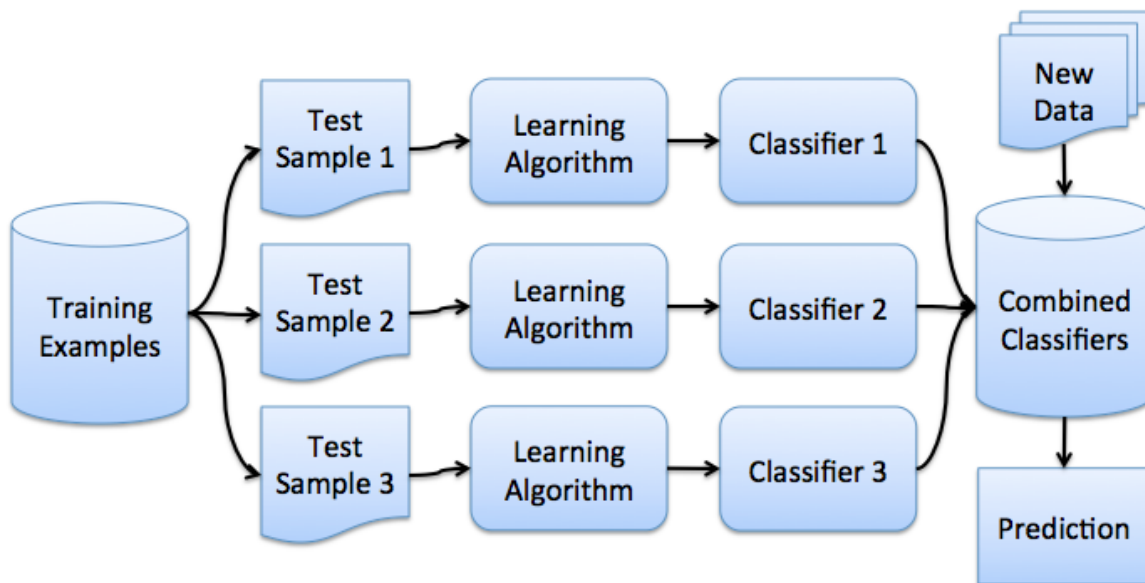 Training
Examples
Test
Sample 1
Learning
Algorithm
Classifier 1
Test
Sample 2
Learning
Algorithm
Classifier 2
Test
Sample 3
Learning
Algorithm
Classifier 3
New
Data
Combined
Classifiers
Prediction